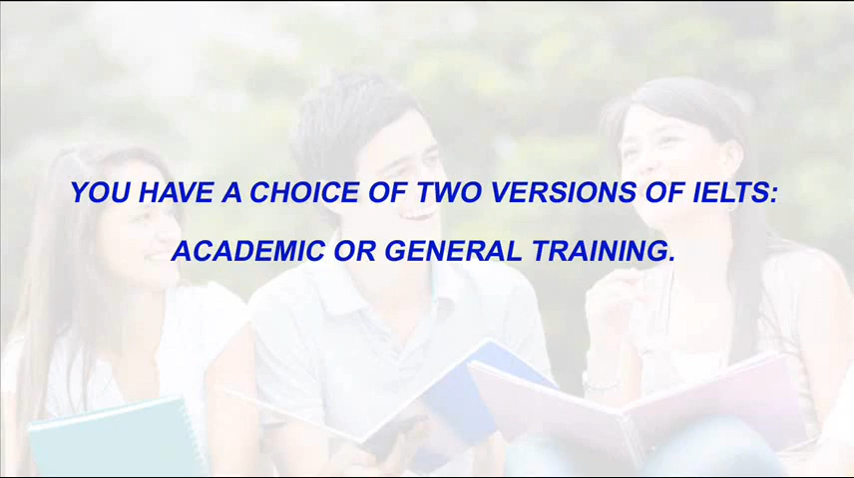 YOU HAVE A CHOICE OF TWO VERSIONS OF IELTS:
ACADEMIC OR GENERAL TRAINING.